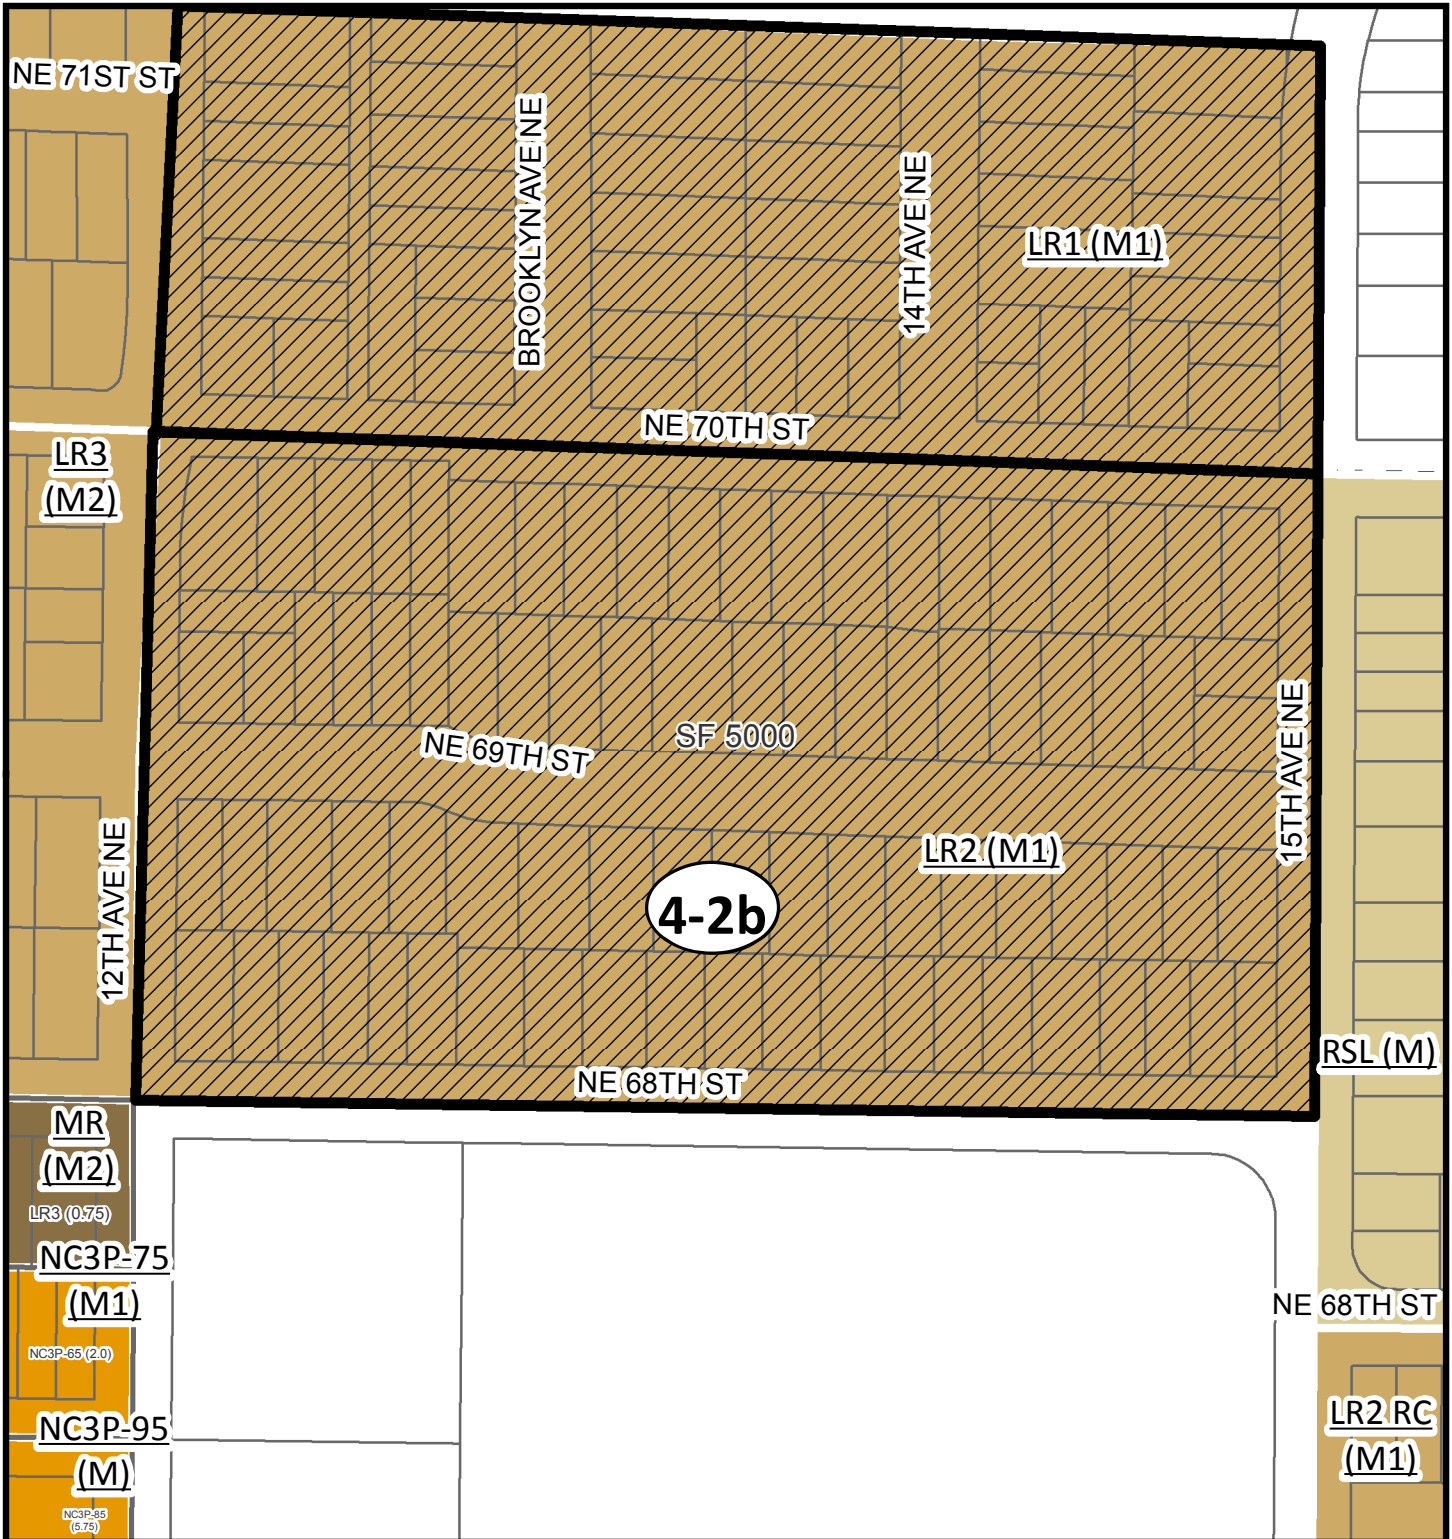 NE 71ST ST
BROOKLYN AVE NE
14TH AVE NE
LR1 (M1)
NE 70TH ST
LR3
(M2)
SF 5000
NE 69TH ST
15TH AVE NE
12TH AVE NE
LR2 (M1)
4-2b
RSL (M)
NE 68TH ST
MR
(M2)
LR3 (0.75)
NC3P-75
(M1)
NE 68TH ST
NC3P-65 (2.0)
NC3P-95
(M)
LR2 RC
(M1)
NC3P-85
(5.75)